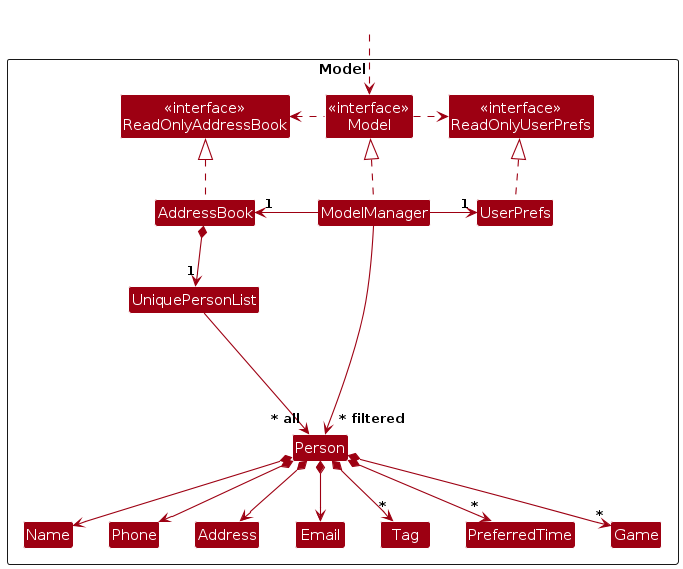 Model
«interface»
ReadOnlyAddressBook
«interface»
Model
«interface»
ReadOnlyUserPrefs
AddressBook
1
ModelManager
1
UserPrefs
1
UniquePersonList
* all
* filtered
Person
*
*
*
Name
Phone
Address
Email
Tag
PreferredTime
Game